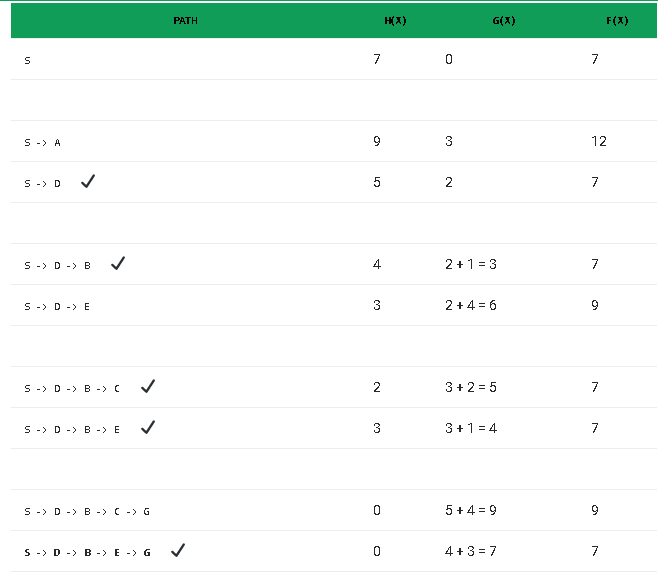 PATH H(X) G(X) F(X)
S 7 0 7
S -> A 9 3 12
S -> D ✓ 5 2 7
S -> D -> B ✓ 4 2 + 1 = 3 7
S -> D -> E 3 2 + 4 = 6 9
S -> D -> B -> C ✓ 2 3 + 2 = 5 7
S -> D -> B -> E ✓ 3 3 + 1 = 4 7
S -> D -> B -> C -> G 0 5 + 4 = 9 9
S -> D -> B -> E -> G ✓ 0 4 + 3 = 7 7